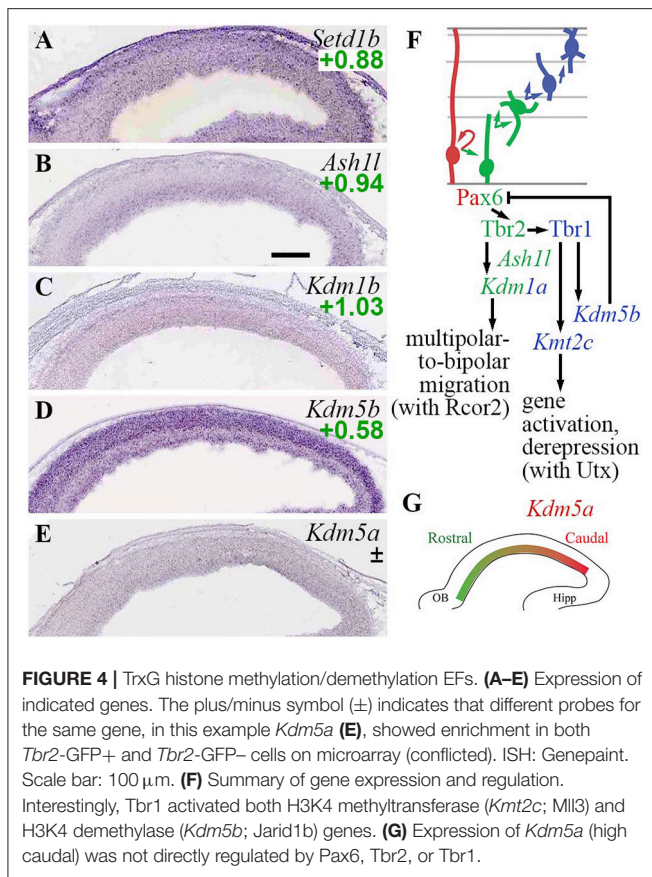 A
Setd1b
+0.88
B
Ash1l
+0.94
C
Kdm1b
+1.03
D
Kdm5b
+0.58
E
Kdm5a
±
F
Pax6
Tbr2
Tbr1
Ash1l
Kdm1a
Kdm5b
Kmt2c
multipolar-
to-bipolar
migration
(with Rcor2)
gene
activation,
derepression
(with Utx)
G
Kdm5a
Rostral
Caudal
OB
Hipp
FIGURE 4 | TrxG histone methylation/demethylation EFs. (A–E) Expression of
indicated genes. The plus/minus symbol (±) indicates that different probes for
the same gene, in this example Kdm5a (E), showed enrichment in both
Tbr2-GFP+ and Tbr2-GFP– cells on microarray (conflicted). ISH: Genepaint.
Scale bar: 100 μm. (F) Summary of gene expression and regulation.
Interestingly, Tbr1 activated both H3K4 methyltransferase (Kmt2c; Mll3) and
H3K4 demethylase (Kdm5b; Jarid1b) genes. (G) Expression of Kdm5a (high
caudal) was not directly regulated by Pax6, Tbr2, or Tbr1.